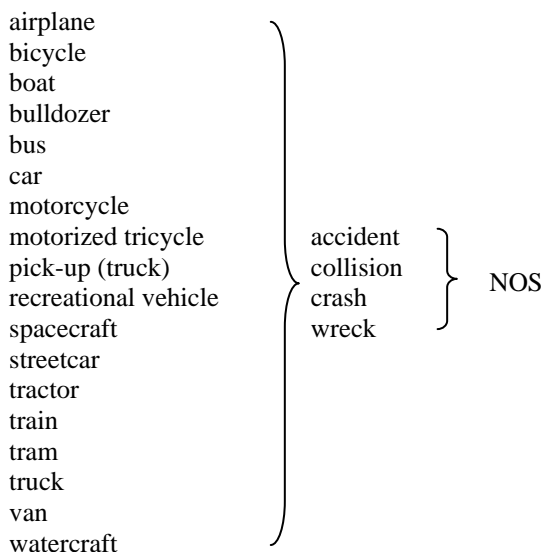 airplane
bicycle
boat
bulldozer
bus
car
motorcycle
motorized tricycle
pick-up (truck)
recreational vehicle
spacecraft
streetcar
tractor
train
tram
truck
van
watercraft
accident
collision
crash
wreck
NOS